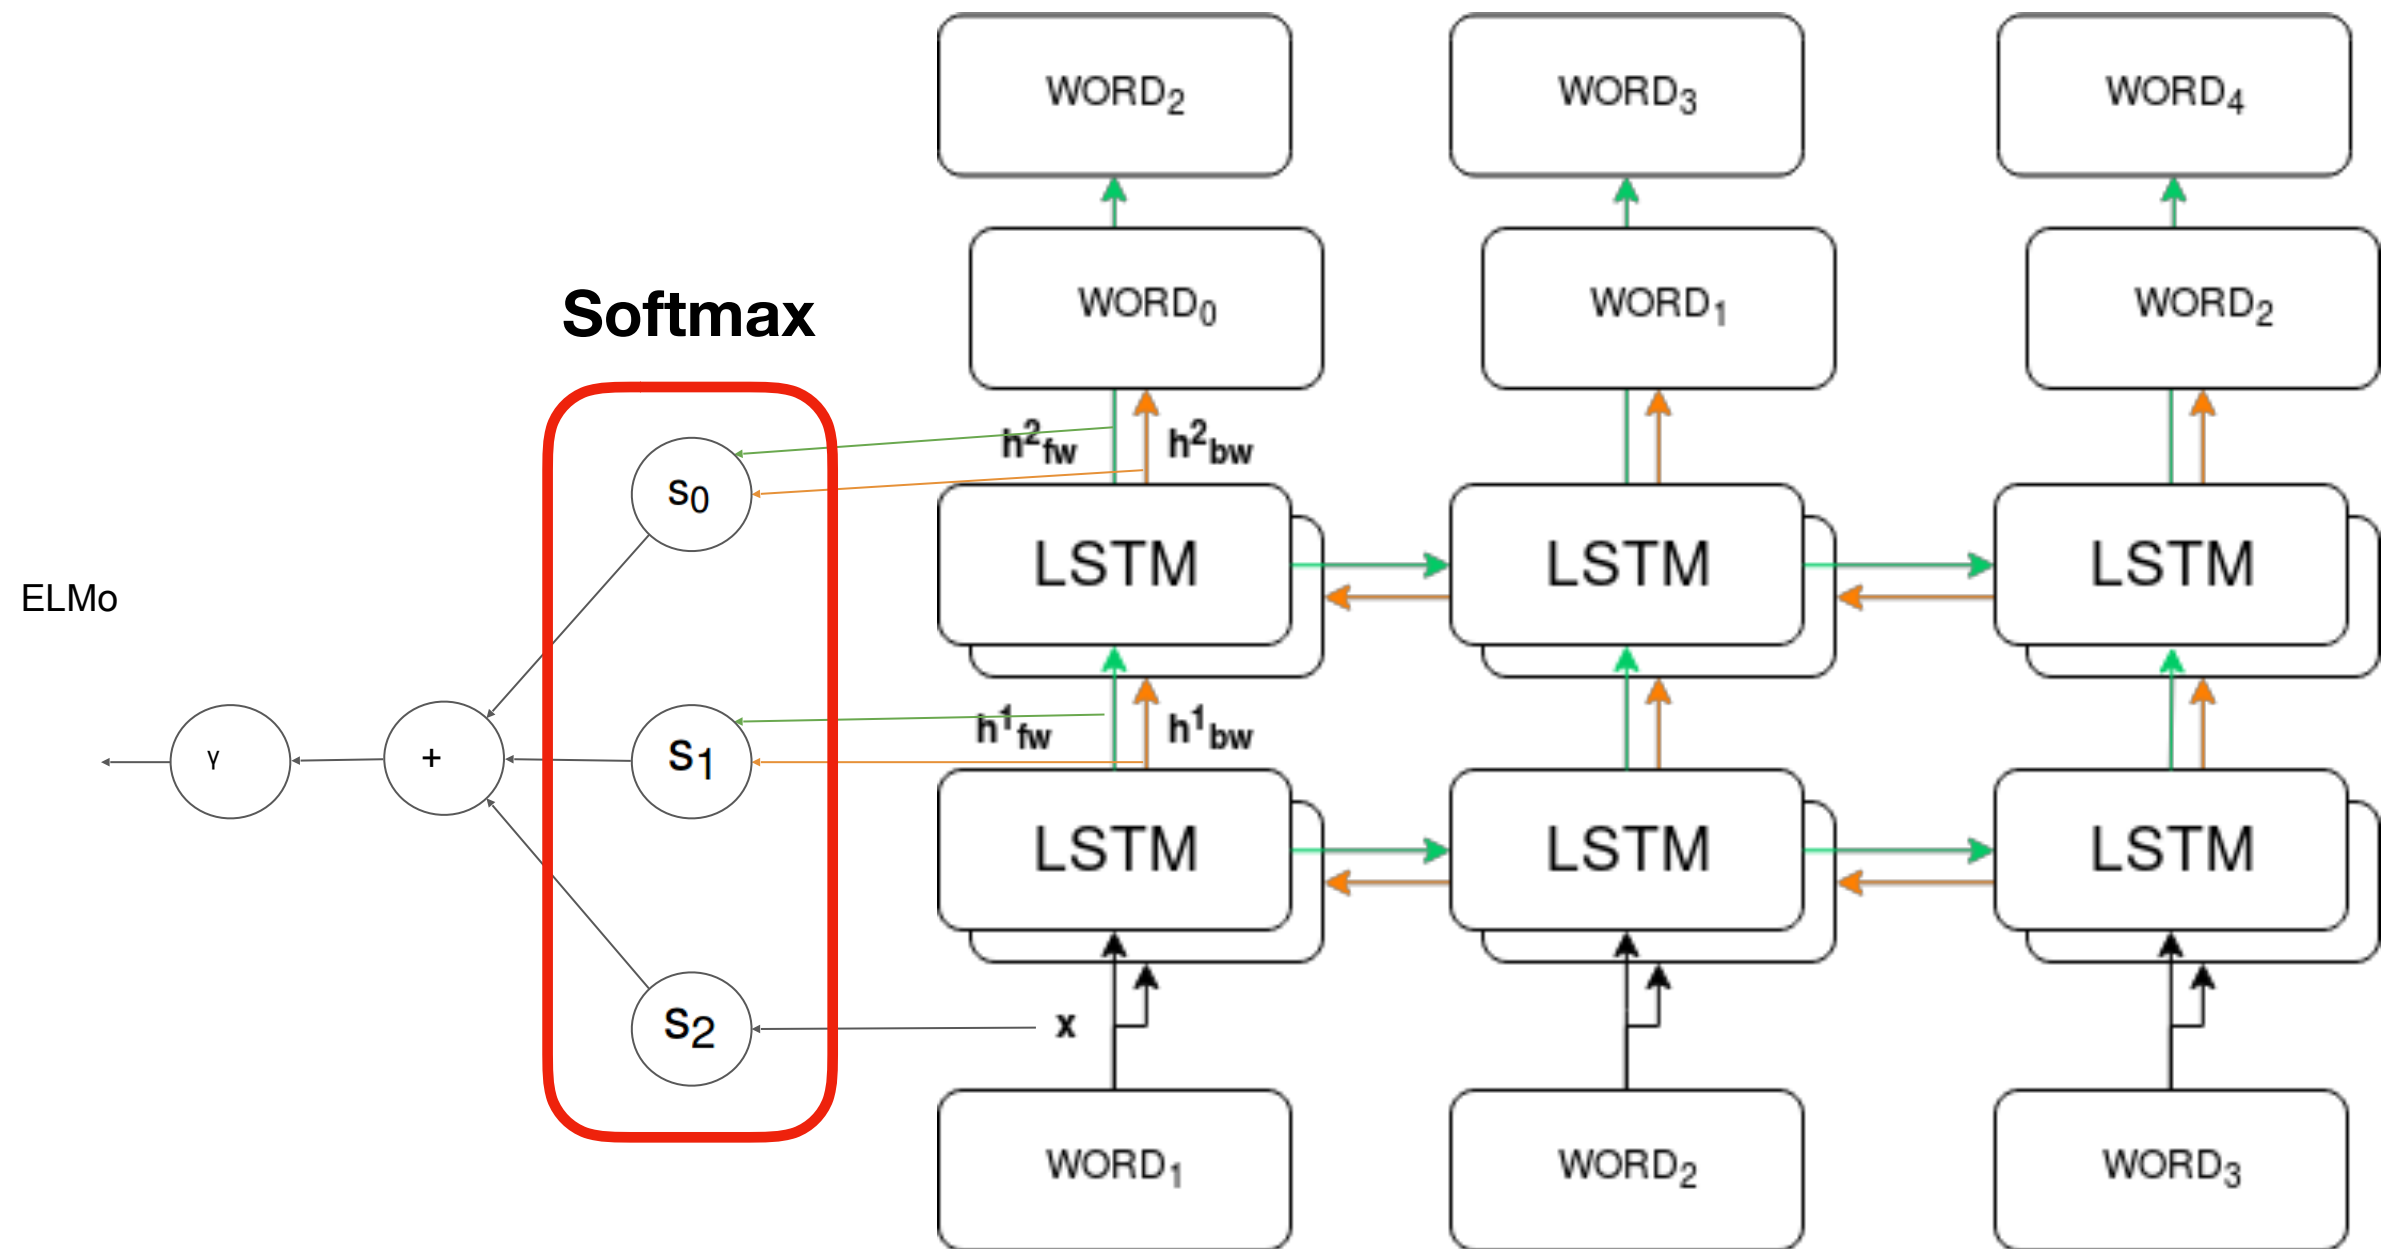 WORD₂ WORD₃ WORD₄
WORD₀ WORD₁ WORD₂
Softmax
h²fw h²bw
s₀
LSTM LSTM LSTM
ELMo
h¹fw h¹bw
γ + s₁
LSTM LSTM LSTM
s₂ x
WORD₁ WORD₂ WORD₃